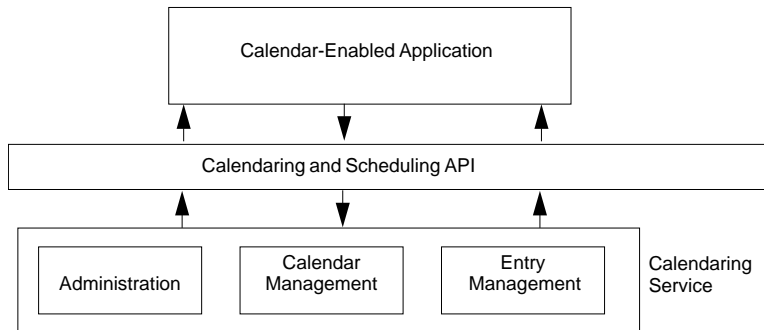 Calendar-Enabled Application
Calendaring and Scheduling API
Administration
Calendar
Management
Entry
Management
Calendaring
Service